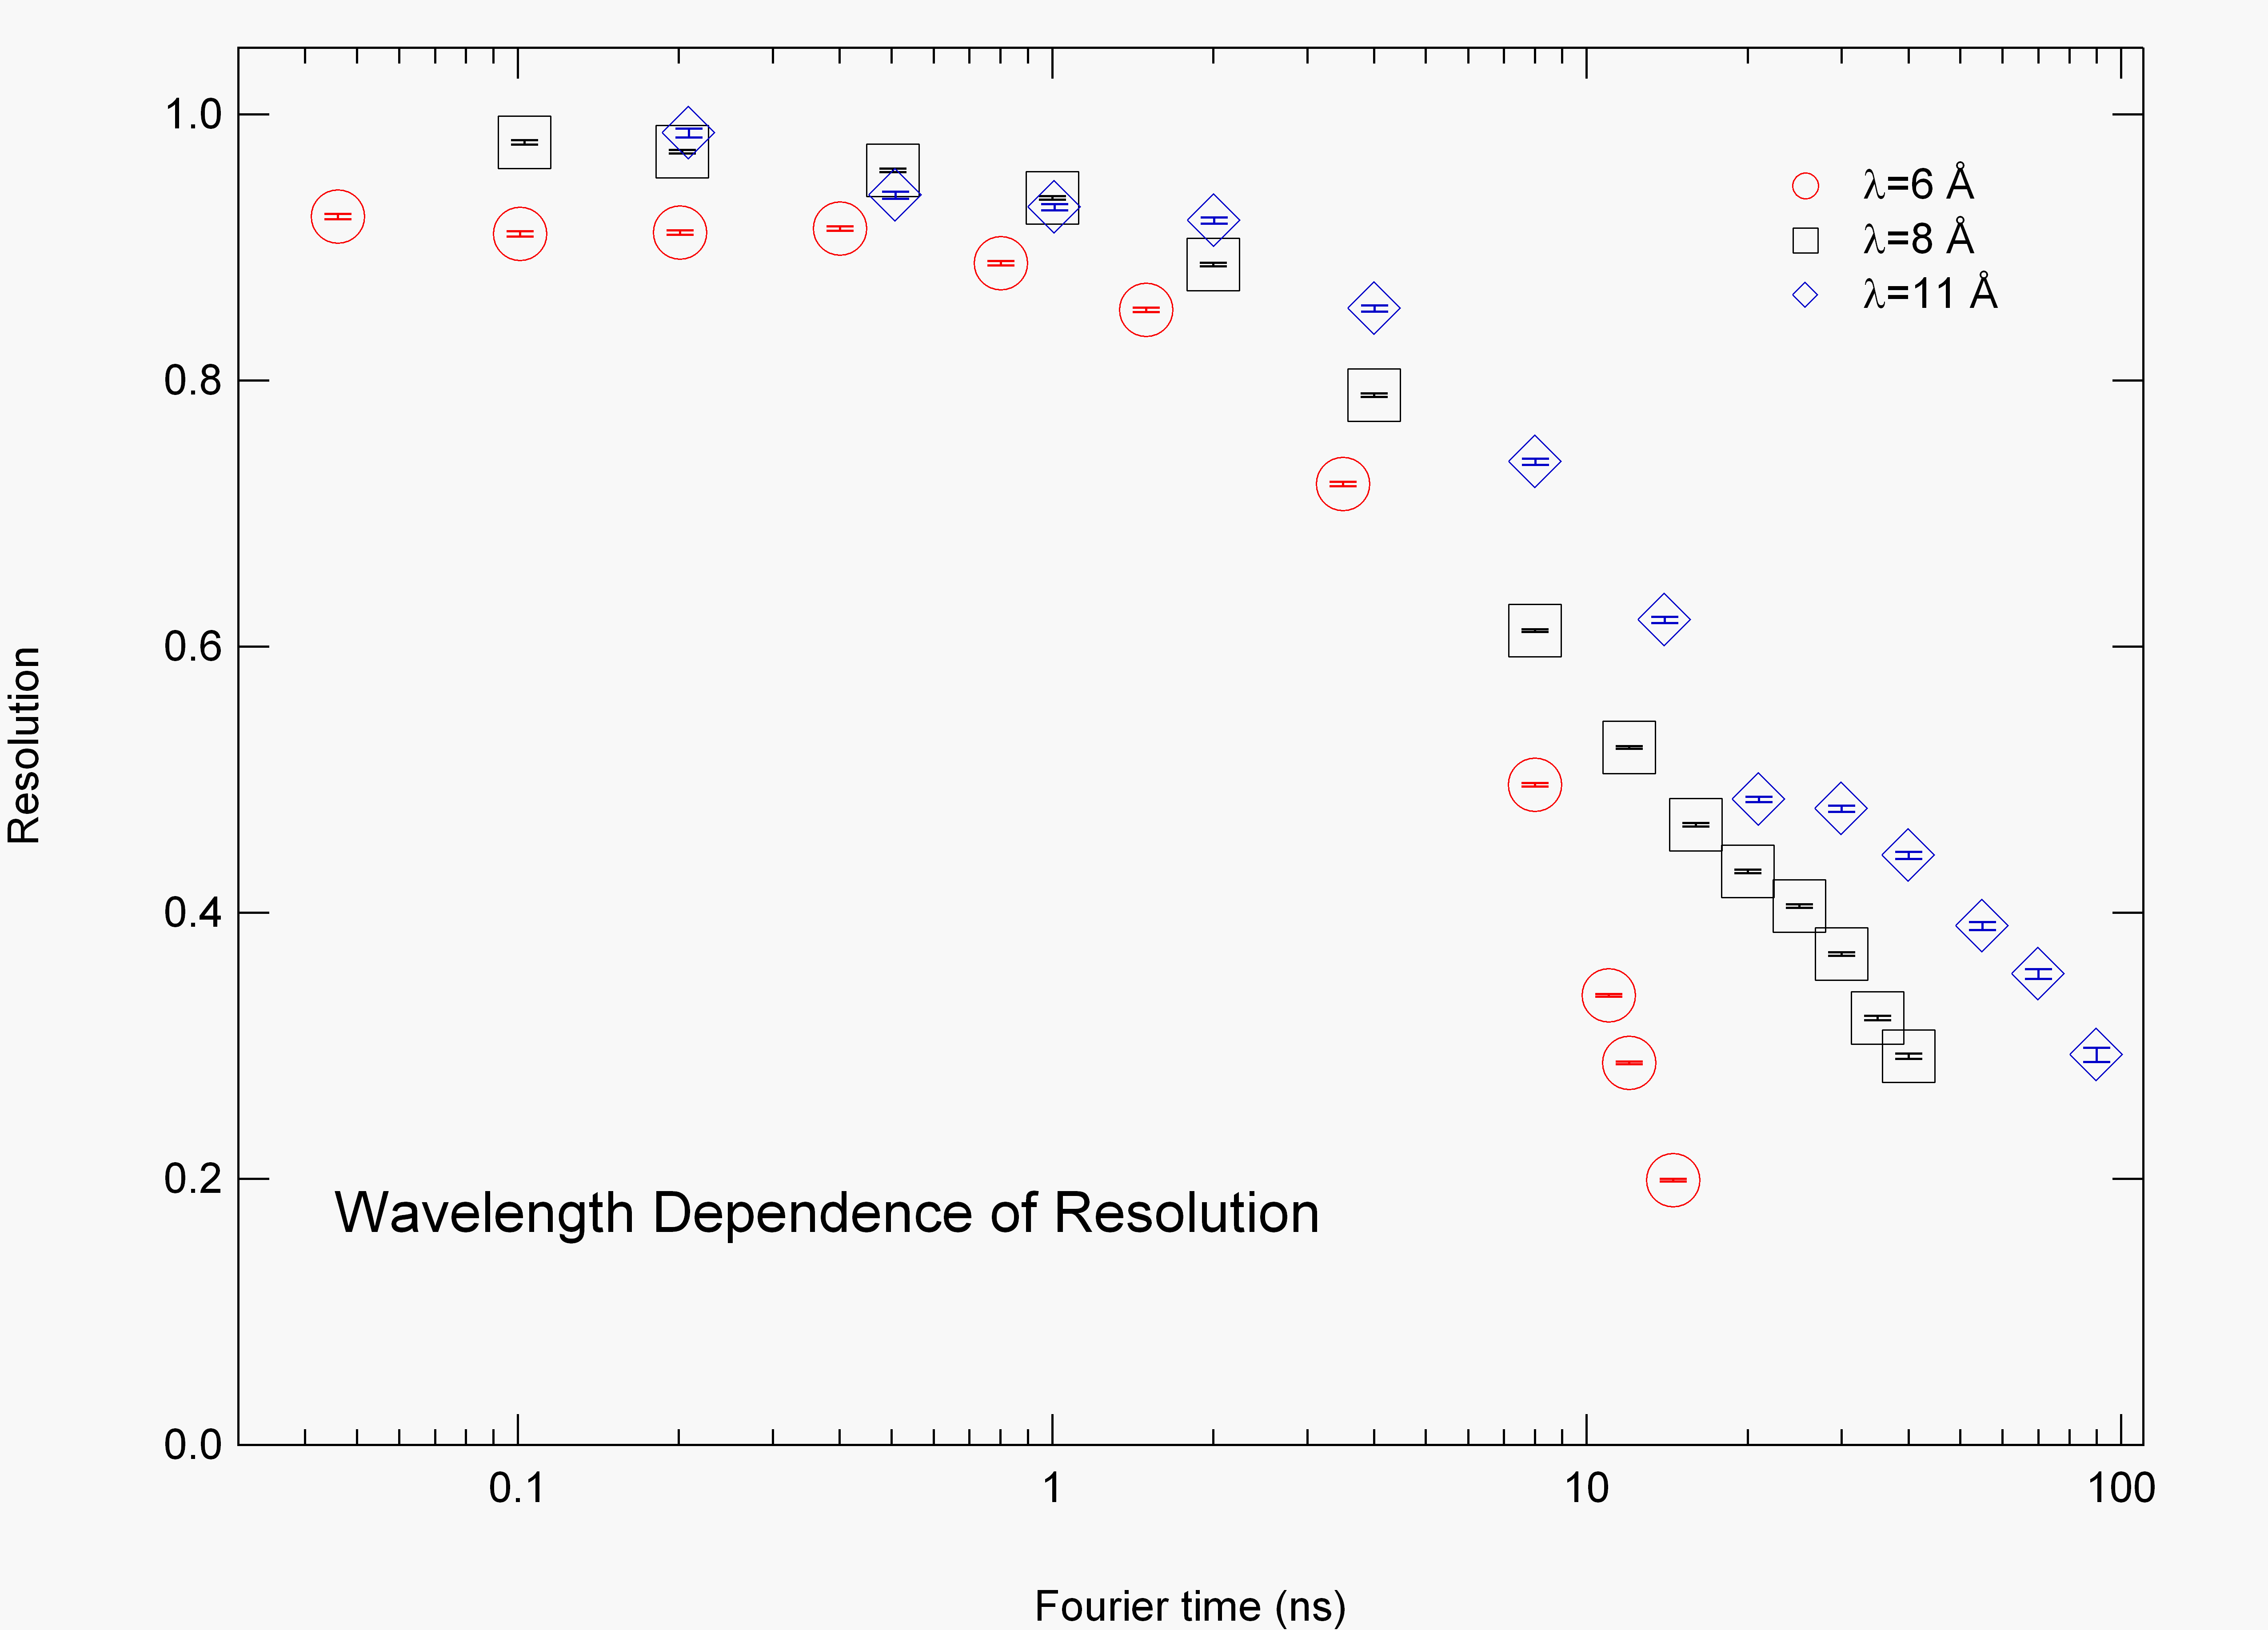 1.0
0.8
0.6
0.4
0.2
0.0
Resolution
λ=6 Å
λ=8 Å
λ=11 Å
Wavelength Dependence of Resolution
0.1 1 10 100
Fourier time (ns)